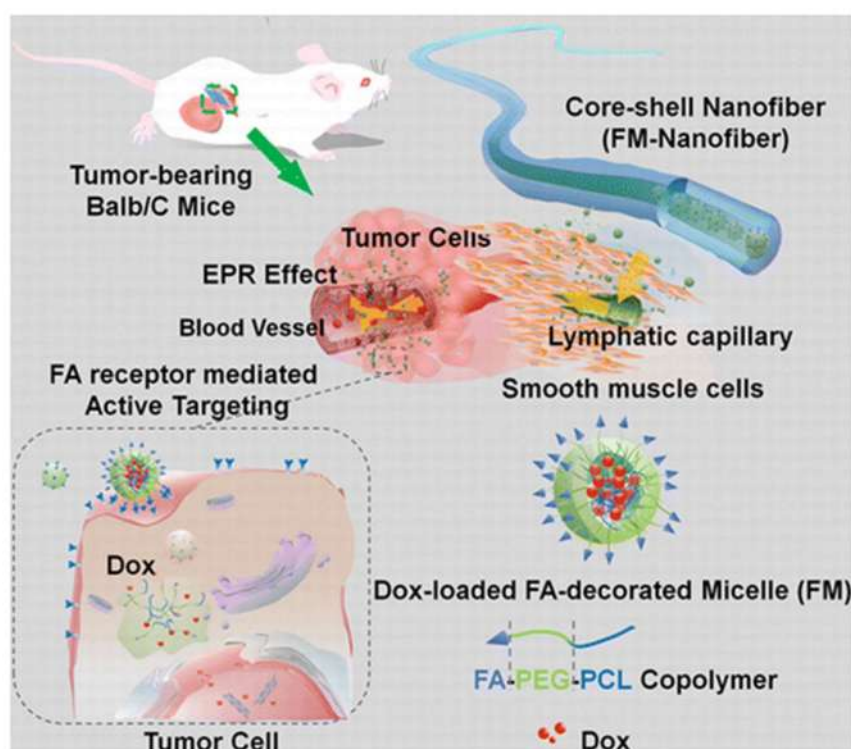 Core-shell Nanofiber
(FM-Nanofiber)
Tumor-bearing
Balb/C Mice
Tumor Cells
EPR Effect
Blood Vessel
Lymphatic capillary
FA receptor mediated
Active Targeting
Smooth muscle cells
Dox
Dox-loaded FA-decorated Micelle (FM)
FA-PEG-PCL Copolymer
Tumor Cell
Dox